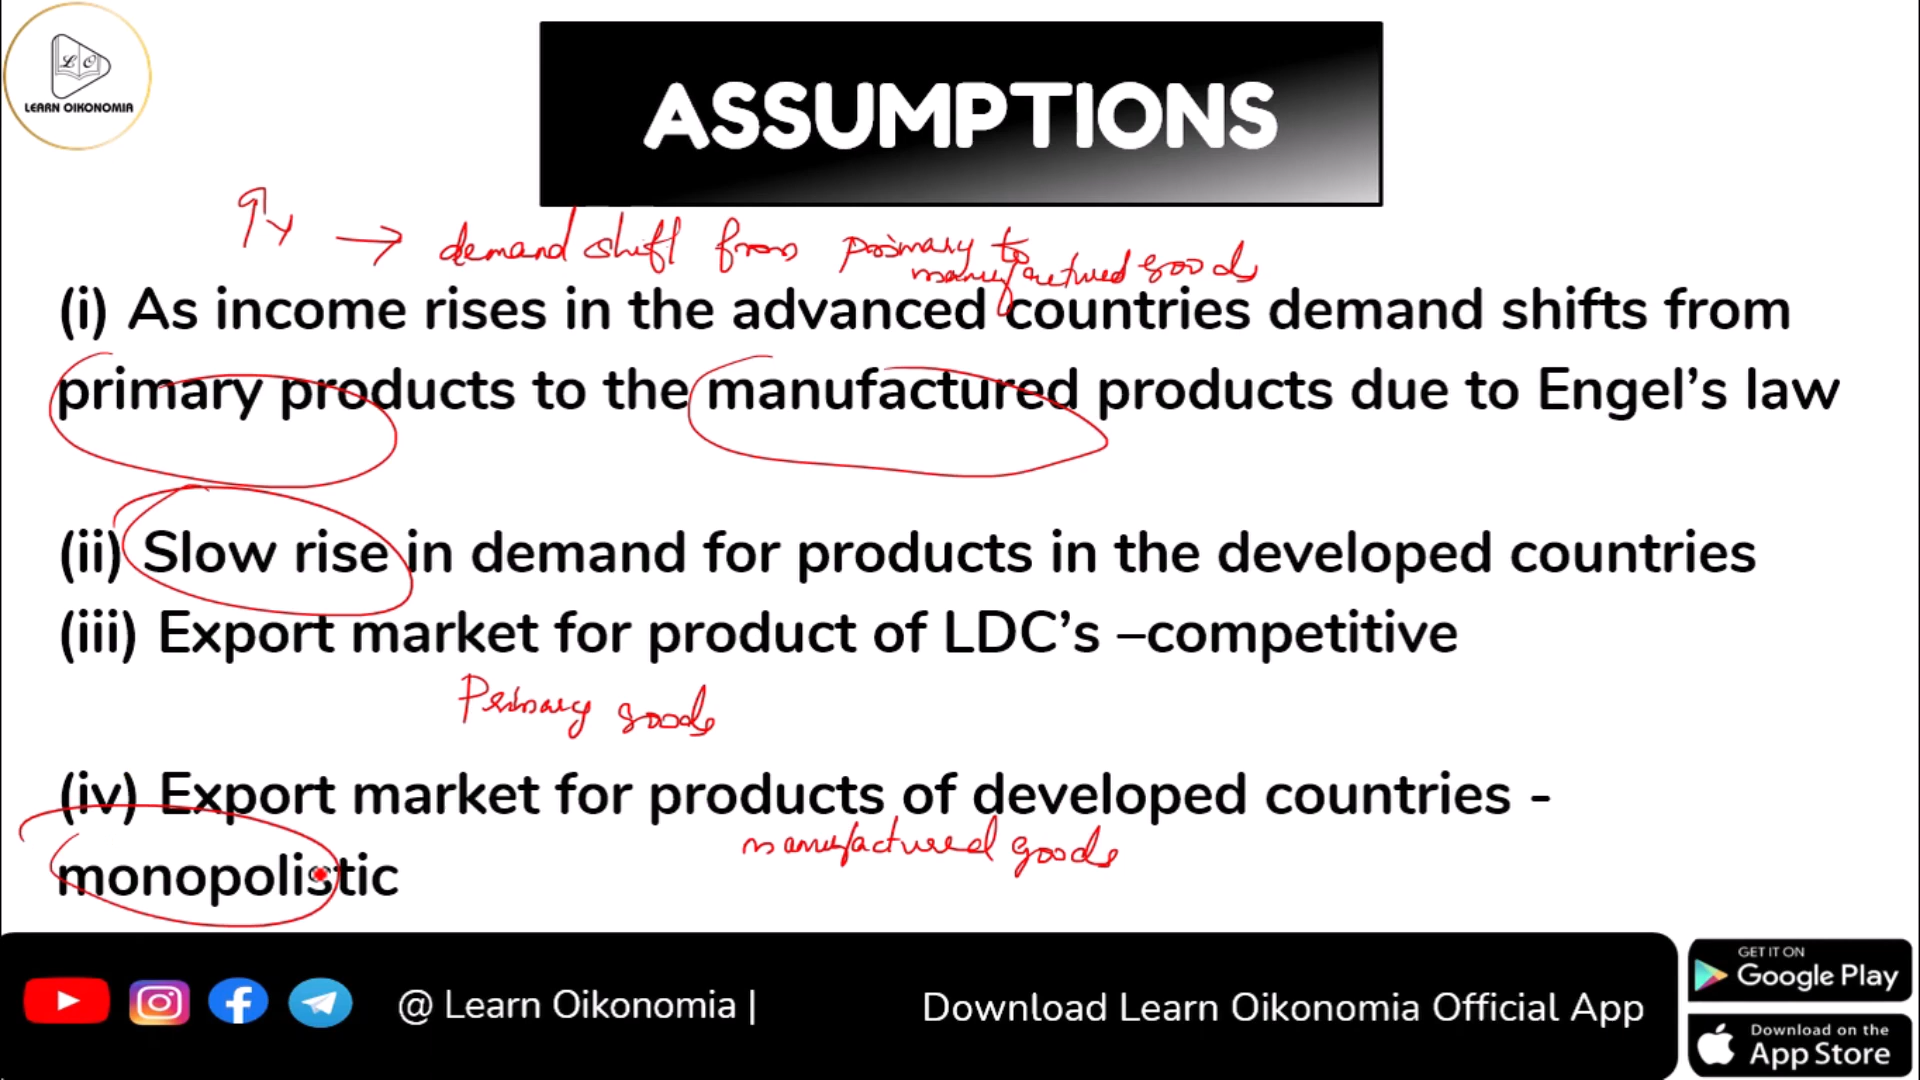 LO
LEARN OIKONOMIA
ASSUMPTIONS
↑y → demand shift from primary to
manufactured goods
(i) As income rises in the advanced countries demand shifts from
primary products to the manufactured products due to Engel’s law
(ii) Slow rise in demand for products in the developed countries
(iii) Export market for product of LDC’s –competitive
Primary goods
(iv) Export market for products of developed countries -
manufactured goods
monopolistic
@ Learn Oikonomia |
Download Learn Oikonomia Official App
GET IT ON
Google Play
Download on the
App Store